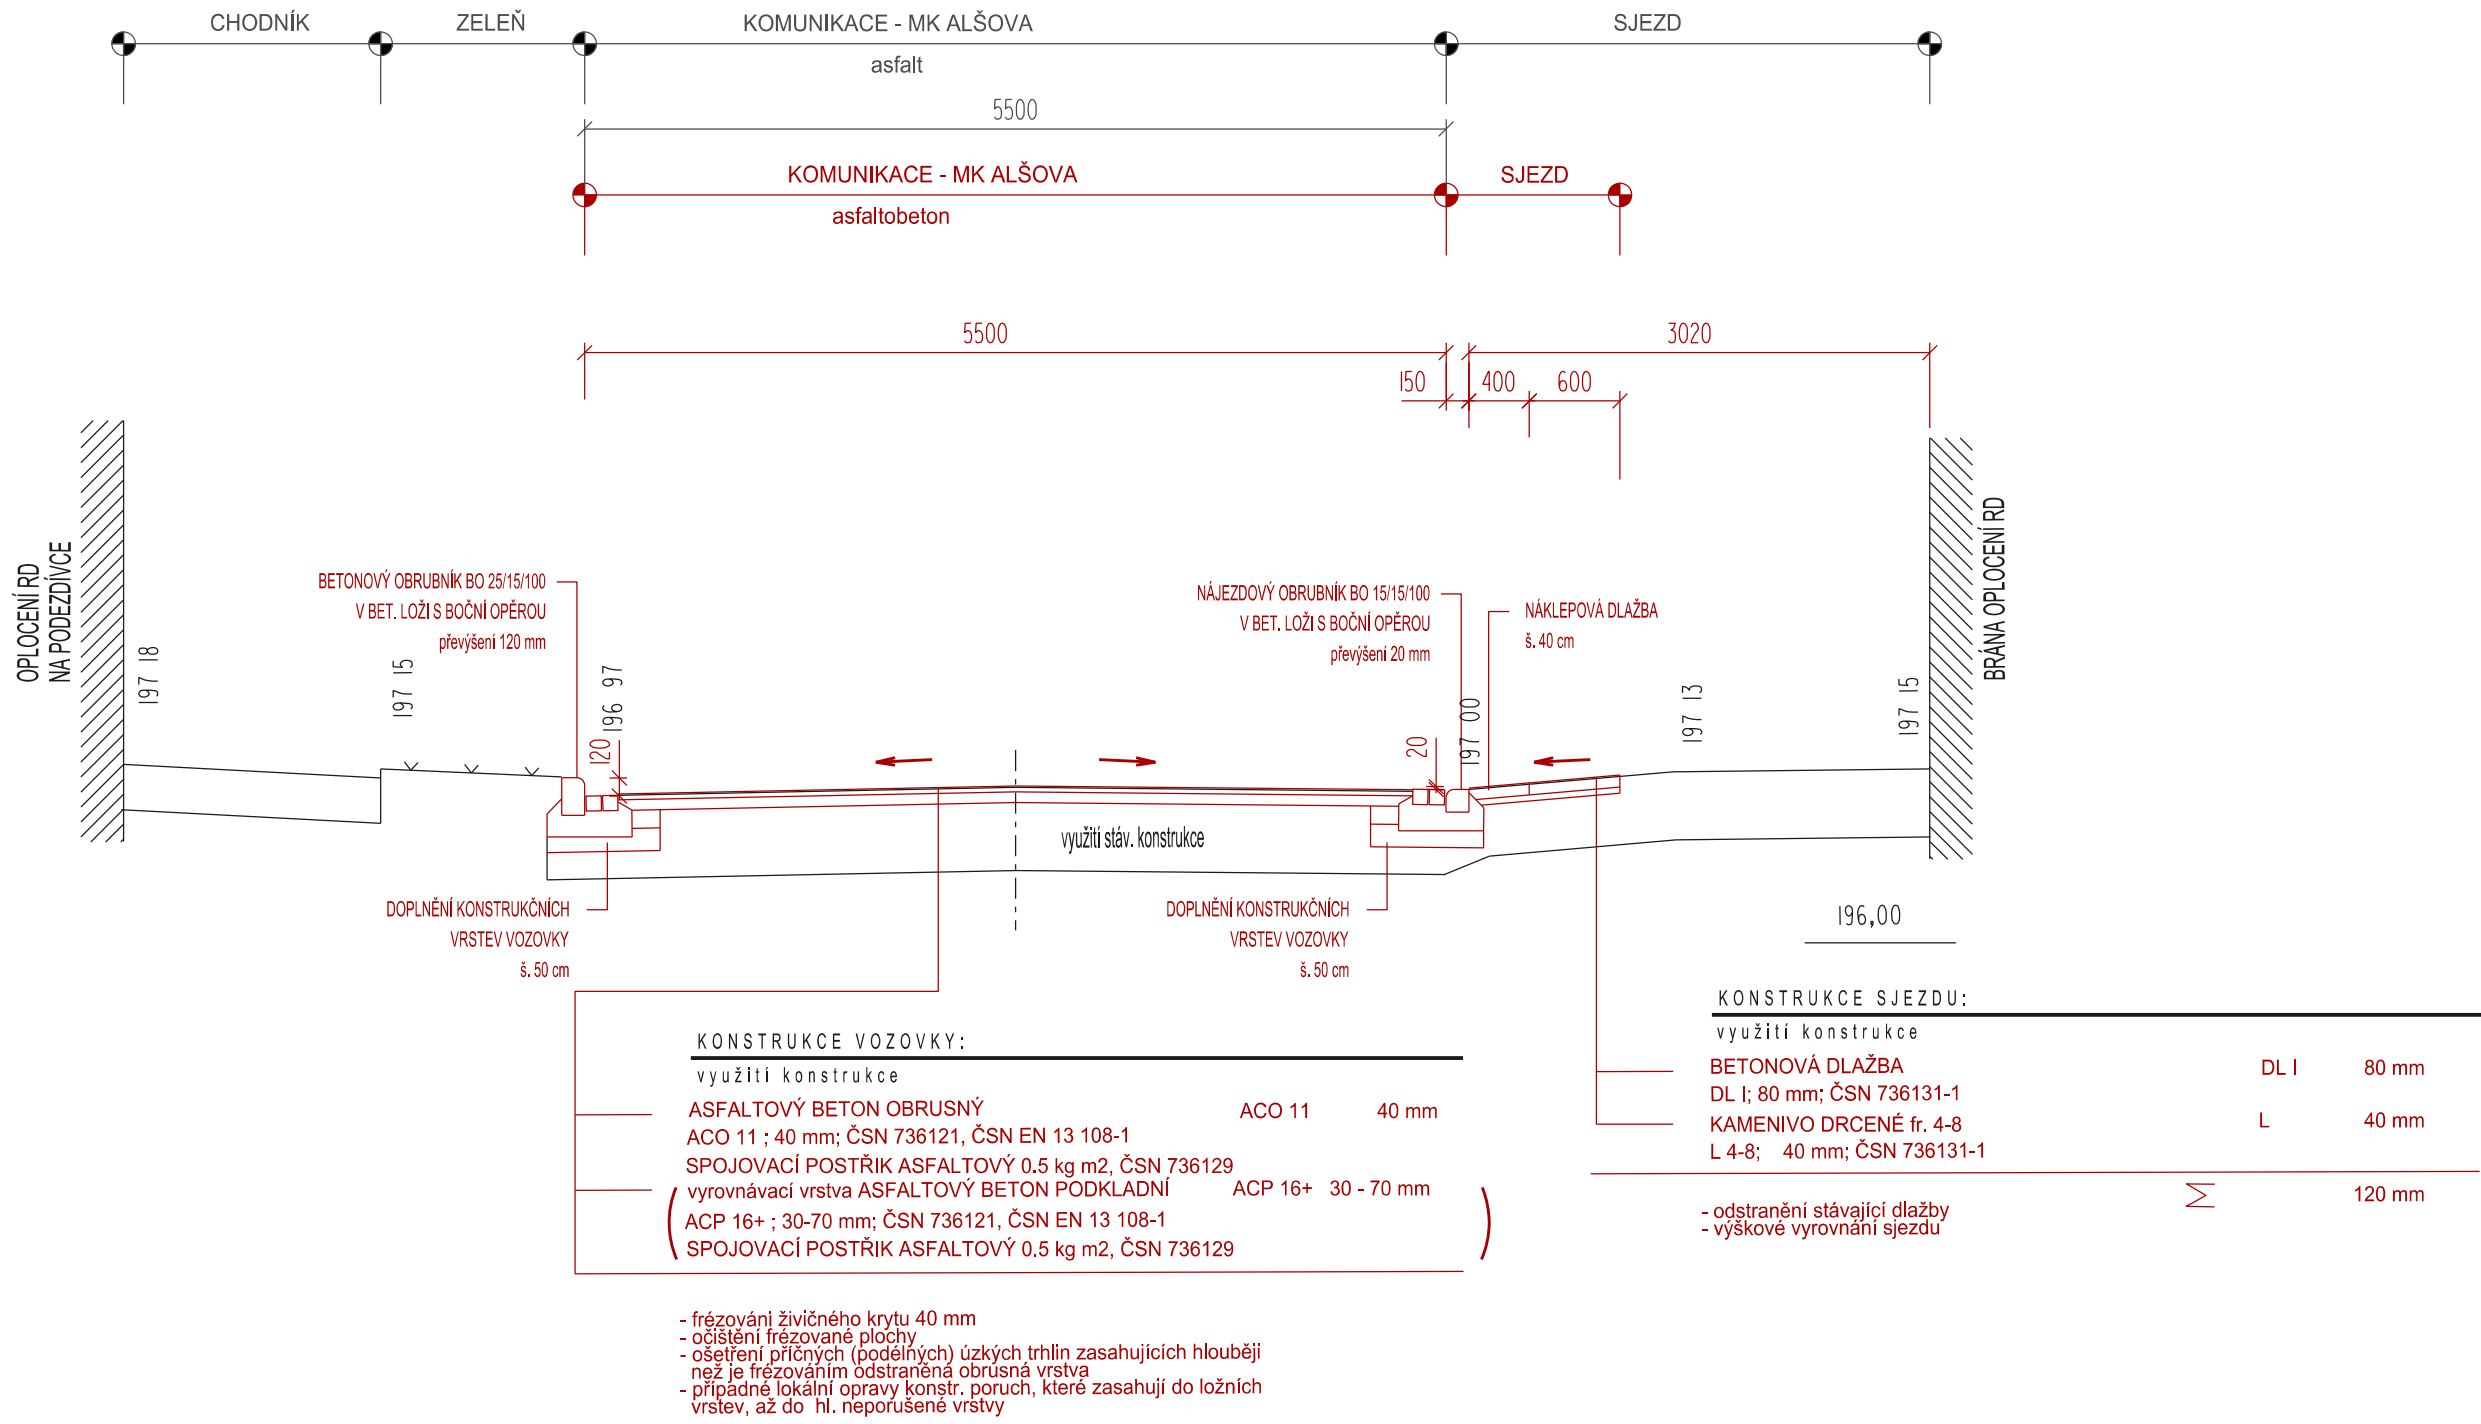 CHODNÍK
ZELEŇ
KOMUNIKACE - MK ALŠOVA
SJEZD
asfalt
5500
KOMUNIKACE - MK ALŠOVA
SJEZD
asfaltobeton
5500
3020
150
400
600
OPLOCENÍ RD
NA PODEZDÍVCE
BRÁNA OPLOCENÍ RD
BETONOVÝ OBRUBNÍK BO 25/15/100
V BET. LOŽI S BOČNÍ OPĚROU
převýšení 120 mm
NÁJEZDOVÝ OBRUBNÍK BO 15/15/100
V BET. LOŽI S BOČNÍ OPĚROU
převýšení 20 mm
NÁKLEPOVÁ DLAŽBA
š. 40 cm
197 18
197 15
196 97
120
20
197 00
197 13
197 15
využití stáv. konstrukce
DOPLNĚNÍ KONSTRUKČNÍCH
VRSTEV VOZOVKY
š. 50 cm
DOPLNĚNÍ KONSTRUKČNÍCH
VRSTEV VOZOVKY
š. 50 cm
196,00
KONSTRUKCE VOZOVKY:
využití konstrukce
ASFALTOVÝ BETON OBRUSNÝ ACO 11 40 mm
ACO 11 ; 40 mm; ČSN 736121, ČSN EN 13 108-1
SPOJOVACÍ POSTŘIK ASFALTOVÝ 0.5 kg m2, ČSN 736129
vyrovnávací vrstva ASFALTOVÝ BETON PODKLADNÍ ACP 16+ 30 - 70 mm
ACP 16+ ; 30-70 mm; ČSN 736121, ČSN EN 13 108-1
SPOJOVACÍ POSTŘIK ASFALTOVÝ 0.5 kg m2, ČSN 736129
- frézováni živičného krytu 40 mm
- očištění frézované plochy
- ošetření příčných (podélných) úzkých trhlin zasahujících hlouběji
než je frézováním odstraněná obrusná vrstva
- případné lokální opravy konstr. poruch, které zasahují do ložních
vrstev, až do hl. neporušené vrstvy
KONSTRUKCE SJEZDU:
využití konstrukce
BETONOVÁ DLAŽBA DL I 80 mm
DL I; 80 mm; ČSN 736131-1
KAMENIVO DRCENÉ fr. 4-8 L 40 mm
L 4-8; 40 mm; ČSN 736131-1
Σ 120 mm
- odstranění stávající dlažby
- výškové vyrovnání sjezdu